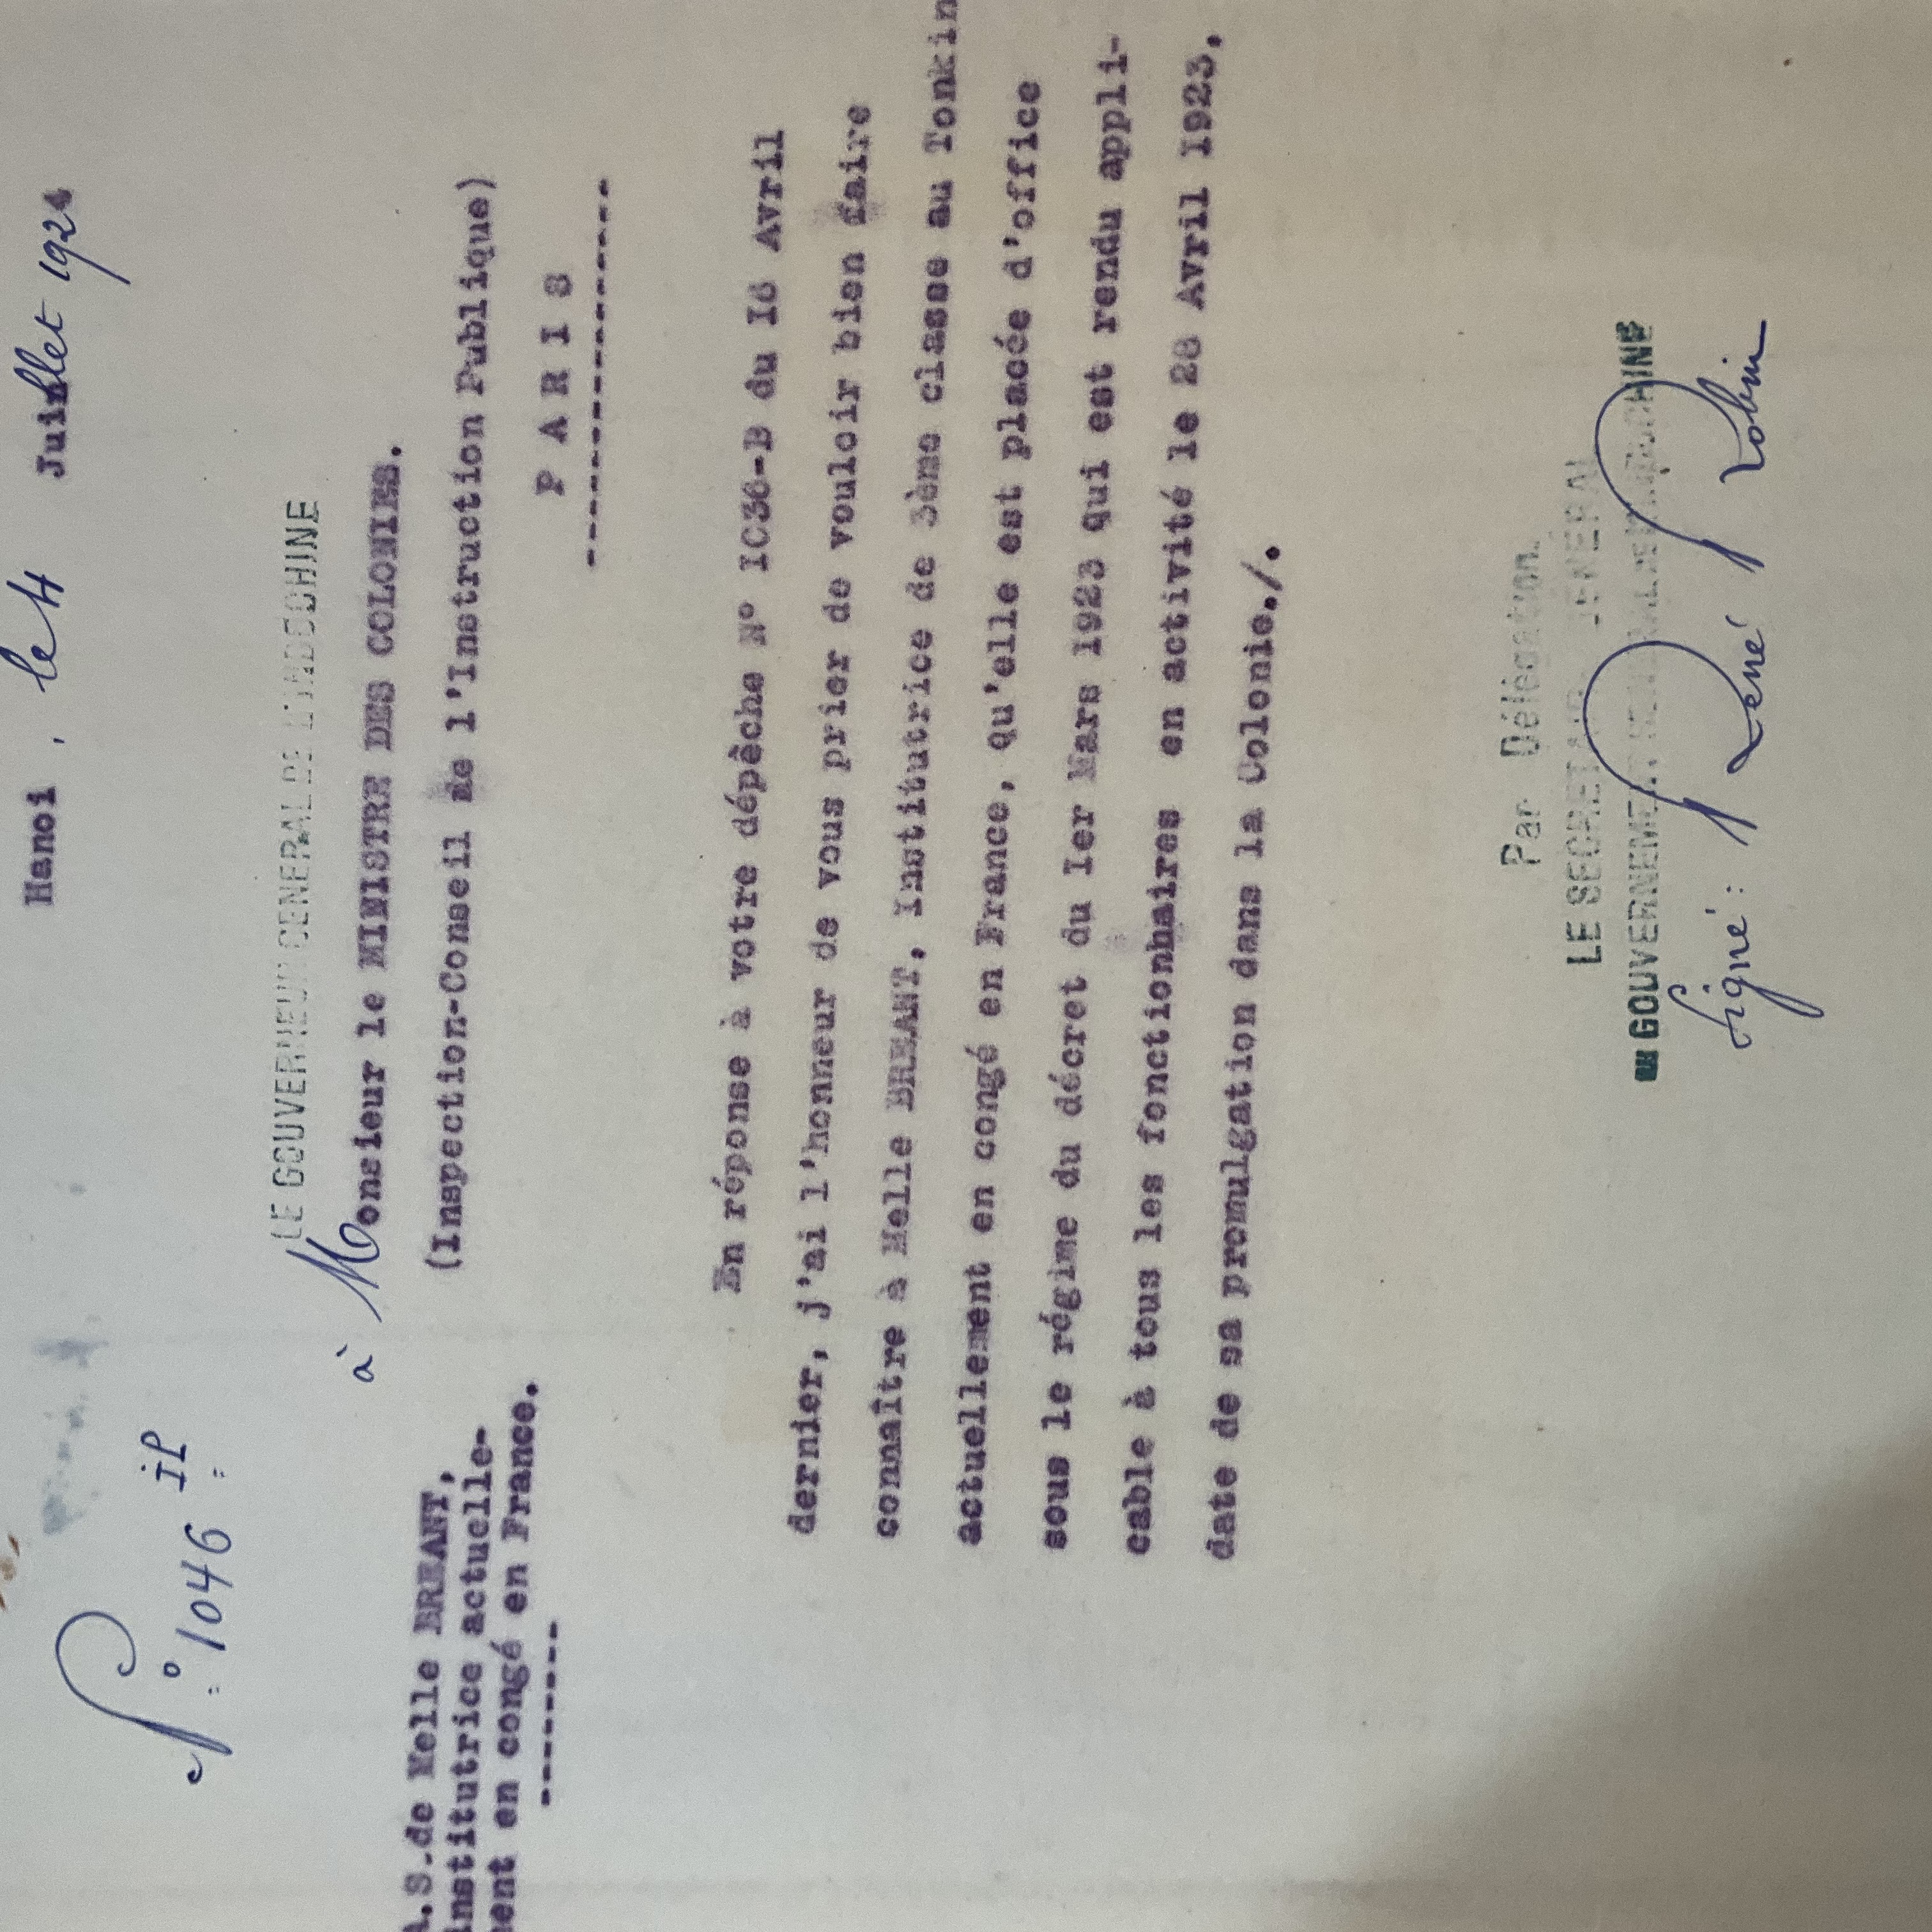 Hanoi, le 4 Juillet 1924
N° 1046 IP
LE GOUVERNEUR GENERAL DE L'INDOCHINE
à Monsieur le MINISTRE DES COLONIES.
(Inspection-Conseil de l'Instruction Publique)
P A R I S
A.S.de Melle BREANT,
institutrice actuelle-
ment en congé en France.
En réponse à votre dépêche N° IC36-B du I6 Avril
dernier, j'ai l'honneur de vous prier de vouloir bien faire
connaître à Melle BREANT, Institutrice de 3ème classe au Tonkin
actuellement en congé en France, qu'elle est placée d'office
sous le régime du décret du 1er Mars 1923 qui est rendu appli-
cable à tous les fonctionnaires en activité le 28 Avril 1923,
date de sa promulgation dans la Colonie./.
Par Délégation.
LE SECRETAIRE GENERAL
DU GOUVERNEMENT GENERAL DE L'INDOCHINE
Signé: René Robin